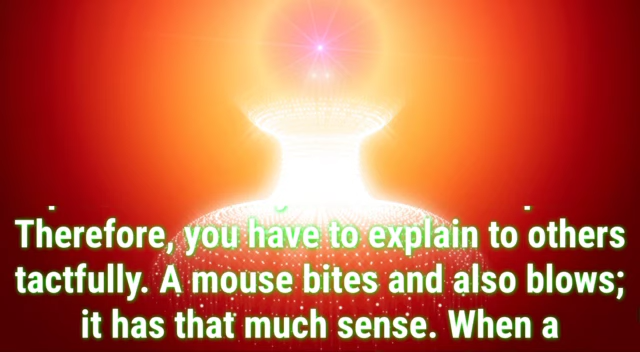 Therefore, you have to explain to others
tactfully. A mouse bites and also blows;
it has that much sense. When a